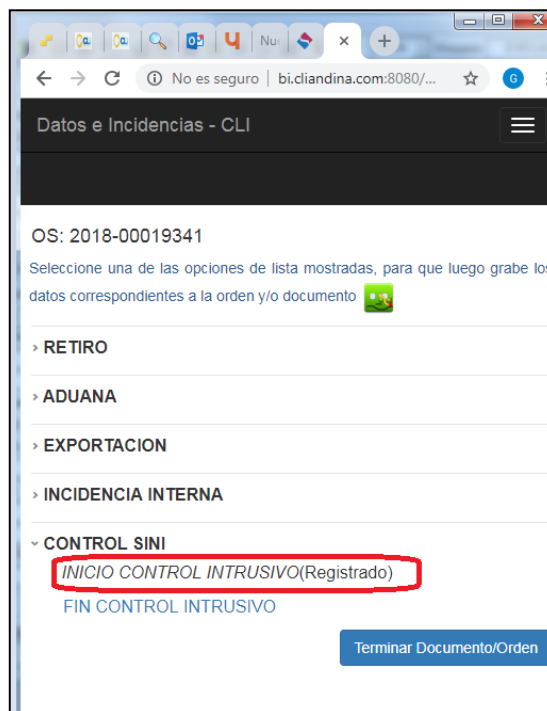 Nu
No es seguro | bi.cliandina.com:8080/...
G
Datos e Incidencias - CLI
OS: 2018-00019341
Seleccione una de las opciones de lista mostradas, para que luego grabe los
datos correspondientes a la orden y/o documento
RETIRO
ADUANA
EXPORTACION
INCIDENCIA INTERNA
CONTROL SINI
INICIO CONTROL INTRUSIVO(Registrado)
FIN CONTROL INTRUSIVO
Terminar Documento/Orden